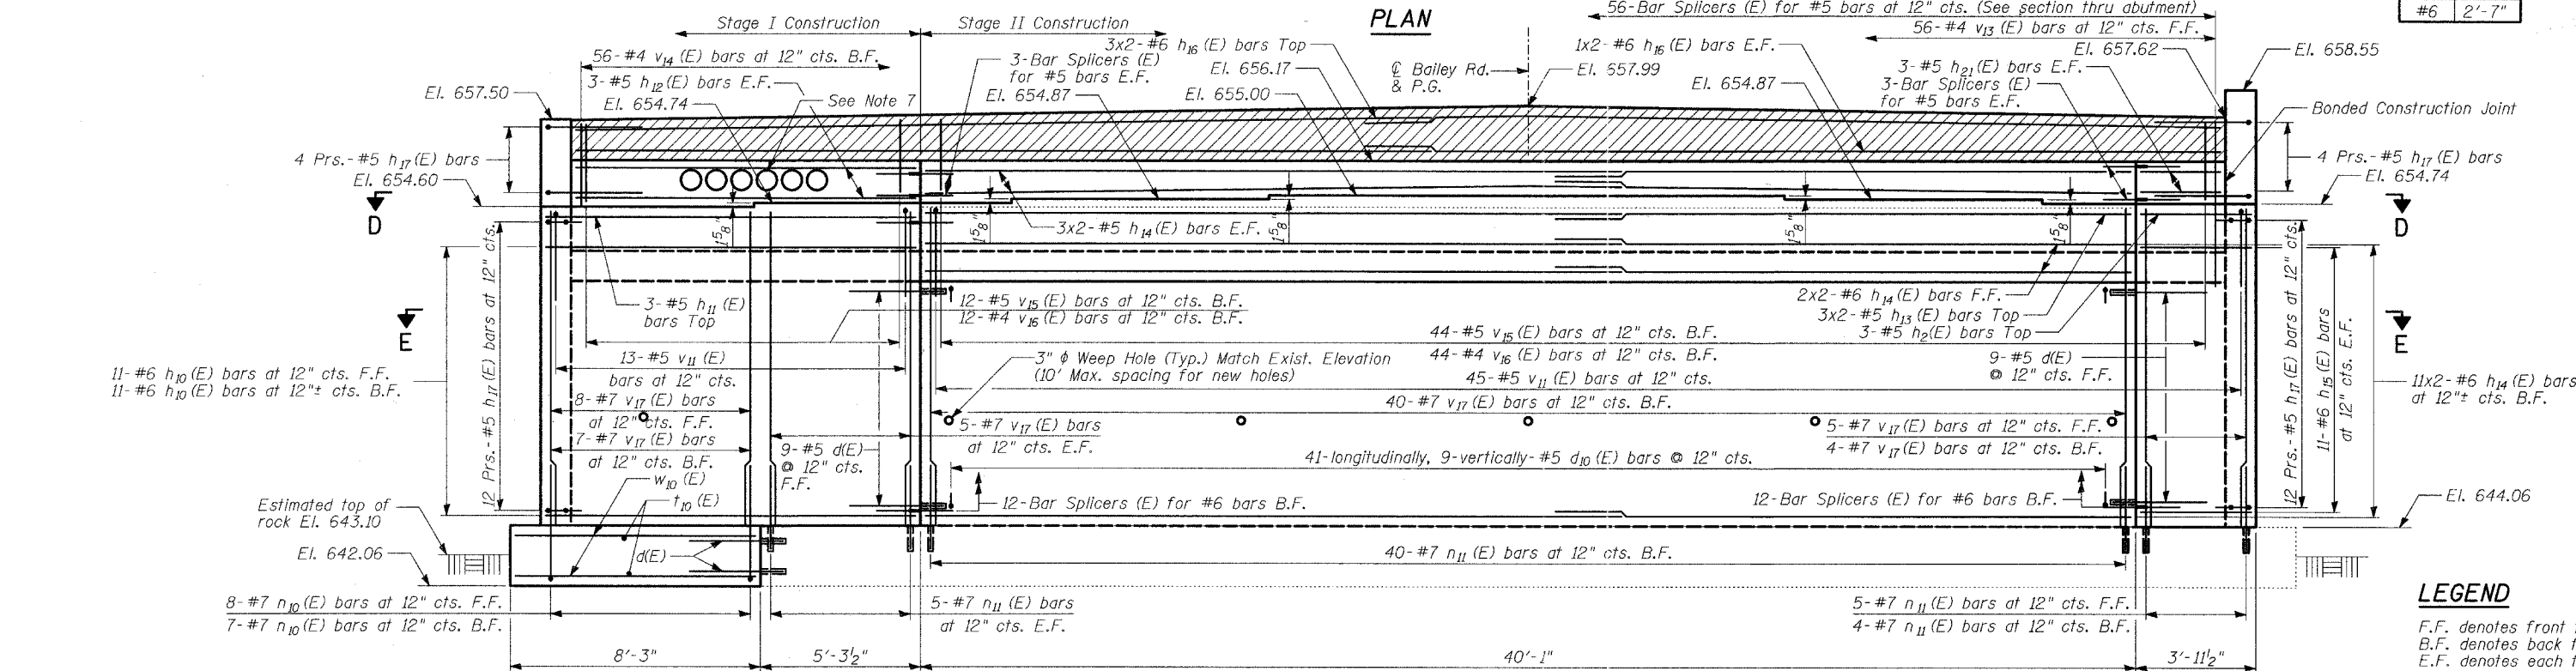 PLAN
56-Bar Splicers (E) for #5 bars at 12" cts. (See section thru abutment)
#6 2'-7"
Stage I Construction
Stage II Construction
56-#4 v13 (E) bars at 12" cts. F.F.
56-#4 v14 (E) bars at 12" cts. B.F.
3x2-#6 h16 (E) bars Top
1x2-#6 h16 (E) bars E.F.
El. 657.62
El. 658.55
3-#5 h12 (E) bars E.F.
3-Bar Splicers (E)
for #5 bars E.F.
El. 656.17
℄ Bailey Rd.
& P.G.
El. 657.99
3-#5 h21 (E) bars E.F.
3-Bar Splicers (E)
for #5 bars E.F.
El. 657.50
El. 654.74
See Note 7
El. 654.87
El. 655.00
El. 654.87
Bonded Construction Joint
4 Prs.-#5 h17 (E) bars
El. 654.60
4 Prs.-#5 h17 (E) bars
El. 654.74
D
D
1 5/8"
1 5/8"
1 5/8"
1 5/8"
1 5/8"
3x2-#5 h14 (E) bars E.F.
12 Prs.-#5 h17 (E) bars at 12" cts.
3-#5 h11 (E)
bars Top
12-#5 v15 (E) bars at 12" cts. B.F.
12-#4 v16 (E) bars at 12" cts. B.F.
2x2-#6 h14 (E) bars F.F.
3x2-#5 h13 (E) bars Top
3-#5 h2(E) bars Top
E
E
44-#5 v15 (E) bars at 12" cts. B.F.
44-#4 v16 (E) bars at 12" cts. B.F.
13-#5 v11 (E)
bars at 12" cts.
3" ϕ Weep Hole (Typ.) Match Exist. Elevation
(10' Max. spacing for new holes)
9-#5 d(E)
@ 12" cts. F.F.
45-#5 v11 (E) bars at 12" cts.
11-#6 h10 (E) bars at 12" cts. F.F.
11-#6 h10 (E) bars at 12"± cts. B.F.
12 Prs.-#5 h17 (E) bars at 12" cts.
11-#6 h15 (E) bars
at 12" cts. E.F.
11x2-#6 h14 (E) bars
at 12"± cts. B.F.
8-#7 v17 (E) bars
at 12" cts. F.F.
7-#7 v17 (E) bars
at 12" cts. B.F.
40-#7 v17 (E) bars at 12" cts. B.F.
5-#7 v17 (E) bars
at 12" cts. E.F.
5-#7 v17 (E) bars at 12" cts. F.F.
4-#7 v17 (E) bars at 12" cts. B.F.
9-#5 d(E)
@ 12" cts.
F.F.
41-longitudinally, 9-vertically-#5 d10 (E) bars @ 12" cts.
w10 (E)
t10 (E)
12-Bar Splicers (E) for #6 bars B.F.
12-Bar Splicers (E) for #6 bars B.F.
El. 644.06
Estimated top of
rock El. 643.10
El. 642.06
d(E)
40-#7 n11 (E) bars at 12" cts. B.F.
8-#7 n10 (E) bars at 12" cts. F.F.
7-#7 n10 (E) bars at 12" cts. B.F.
5-#7 n11 (E) bars
at 12" cts. E.F.
5-#7 n11 (E) bars at 12" cts. F.F.
4-#7 n11 (E) bars at 12" cts. B.F.
8'-3"
5'-3½"
40'-1"
3'-11½"
LEGEND
F.F. denotes front
B.F. denotes back f
E.F. denotes each f